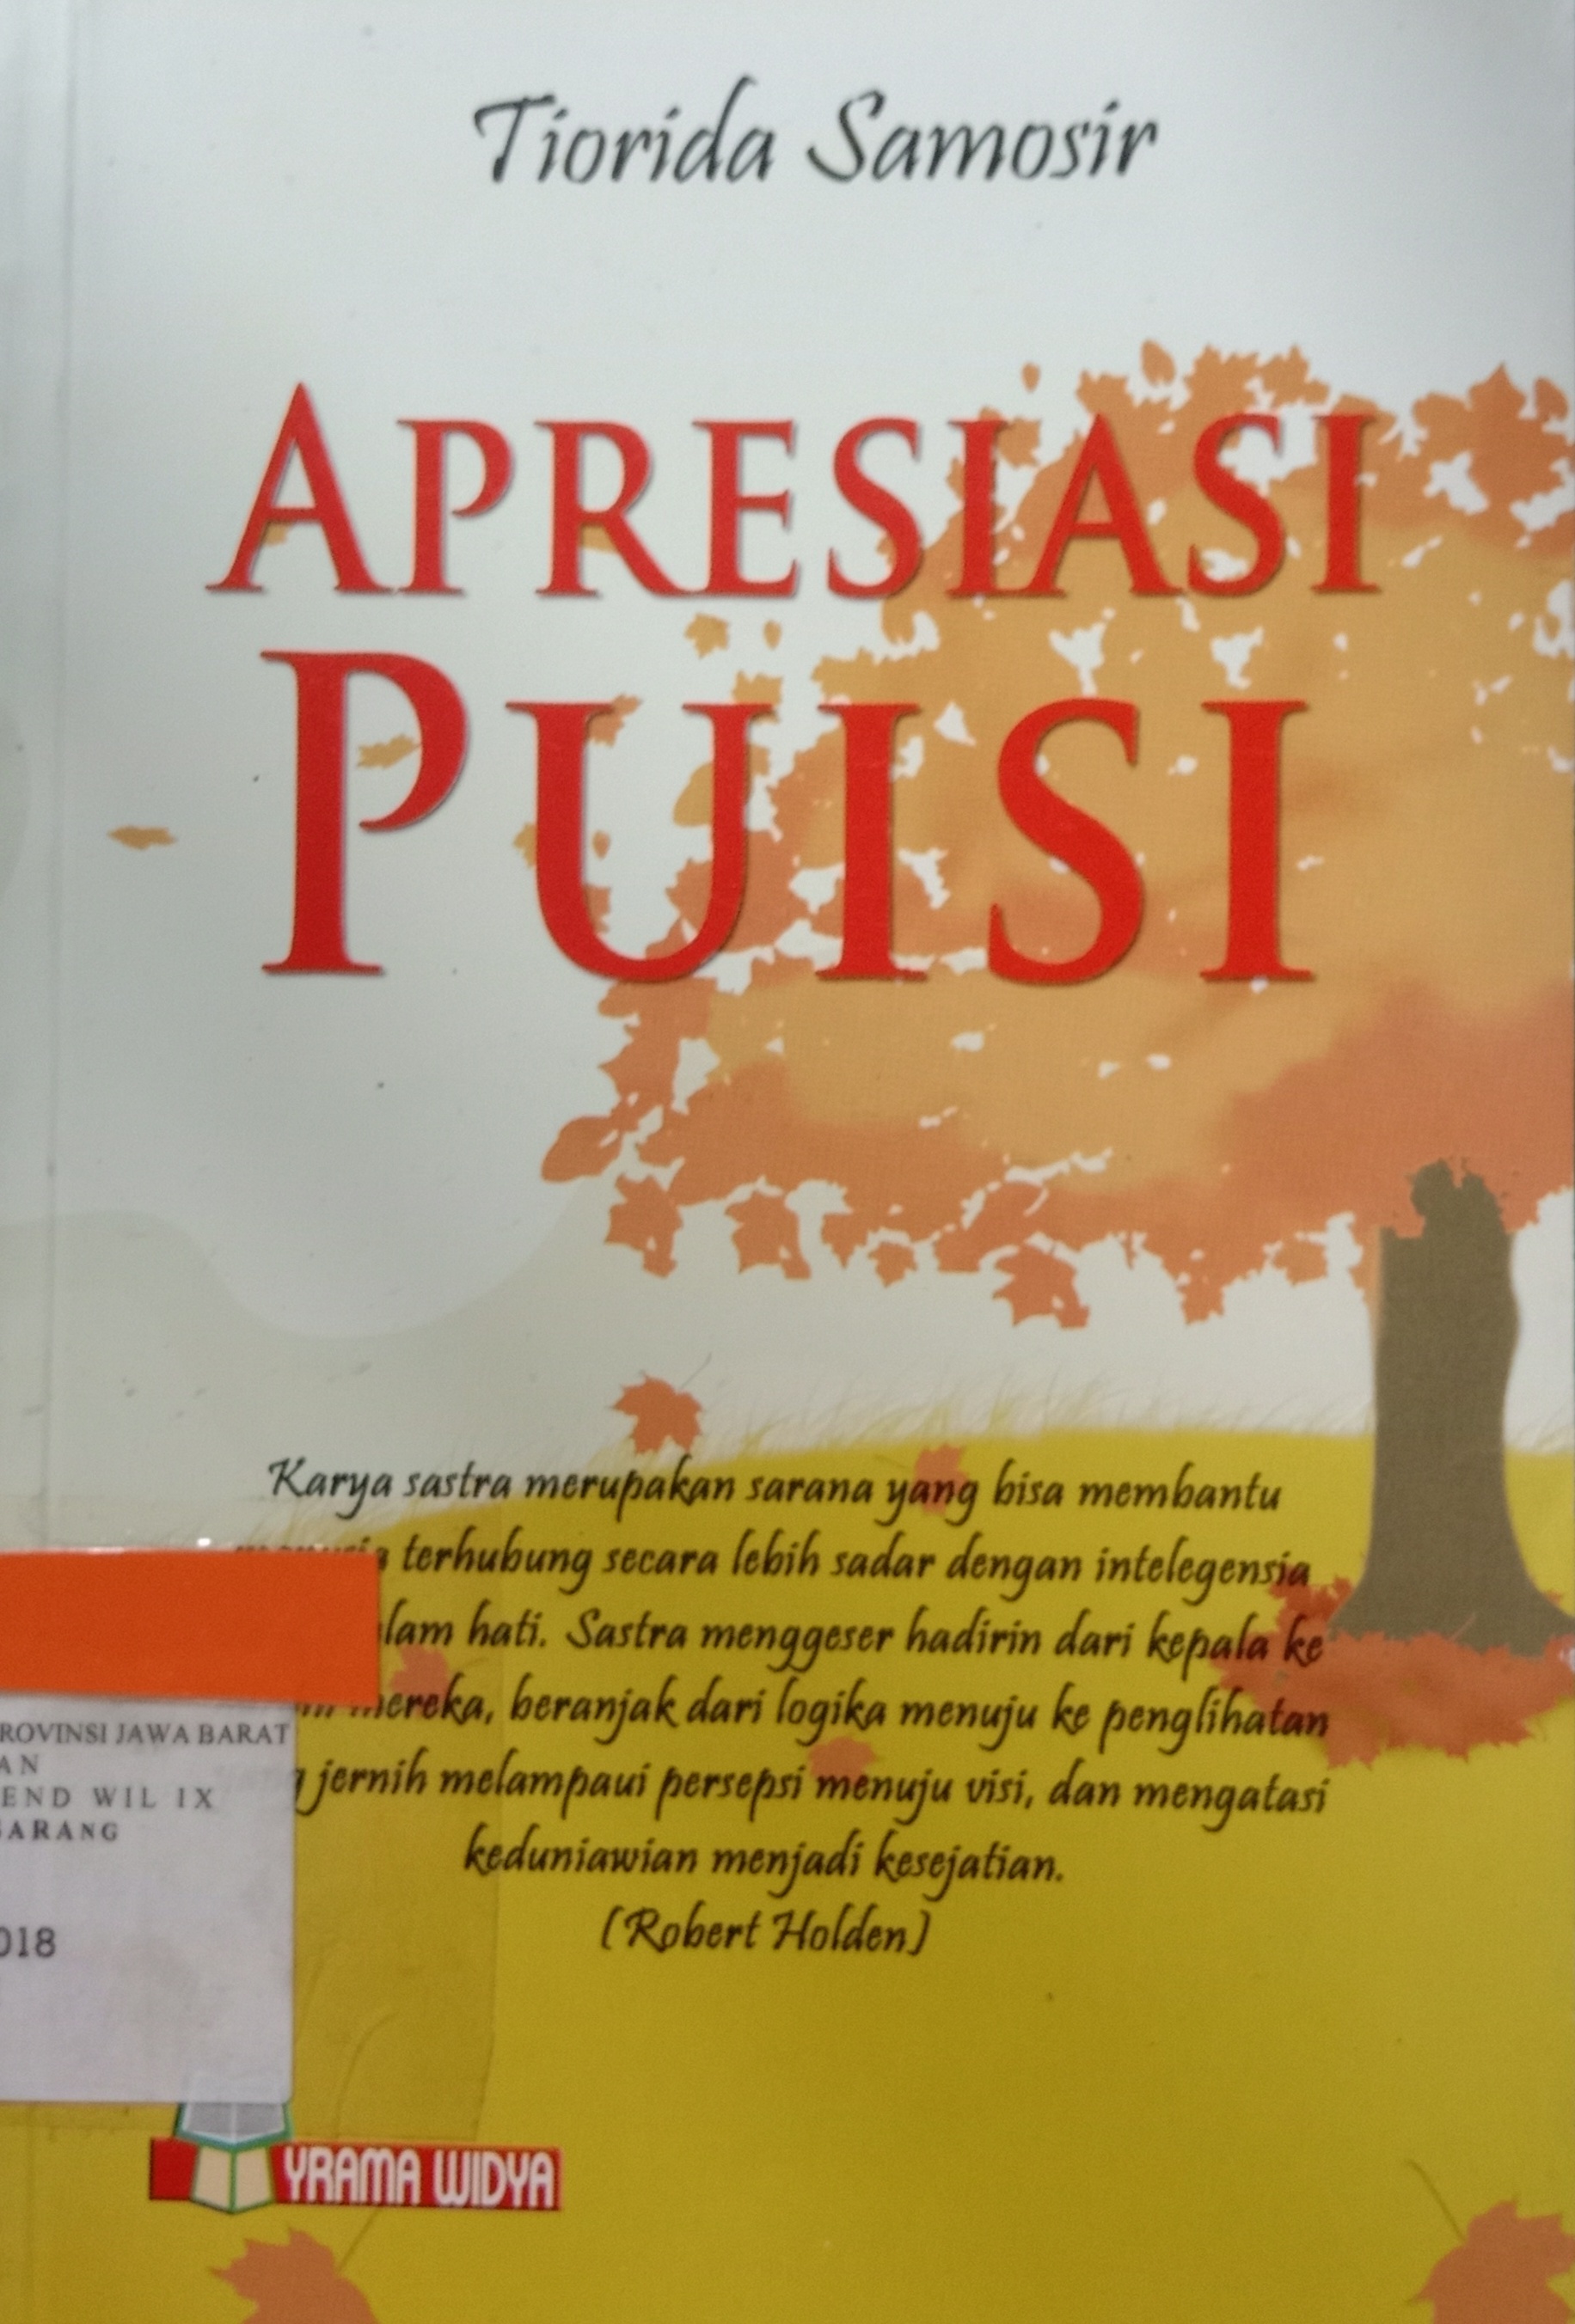 Tiorida Samosir
APRESIASI
PUISI
Karya sastra merupakan sarana yang bisa membantu
terhubung secara lebih sadar dengan intelegensia
lam hati. Sastra menggeser hadirin dari kepala ke
mereka, beranjak dari logika menuju ke penglihatan
jernih melampaui persepsi menuju visi, dan mengatasi
keduniawian menjadi kesejatian.
(Robert Holden)
ROVINSI JAWA BARAT
AN
END WIL IX
ARANG
018
YRAMA WIDYA